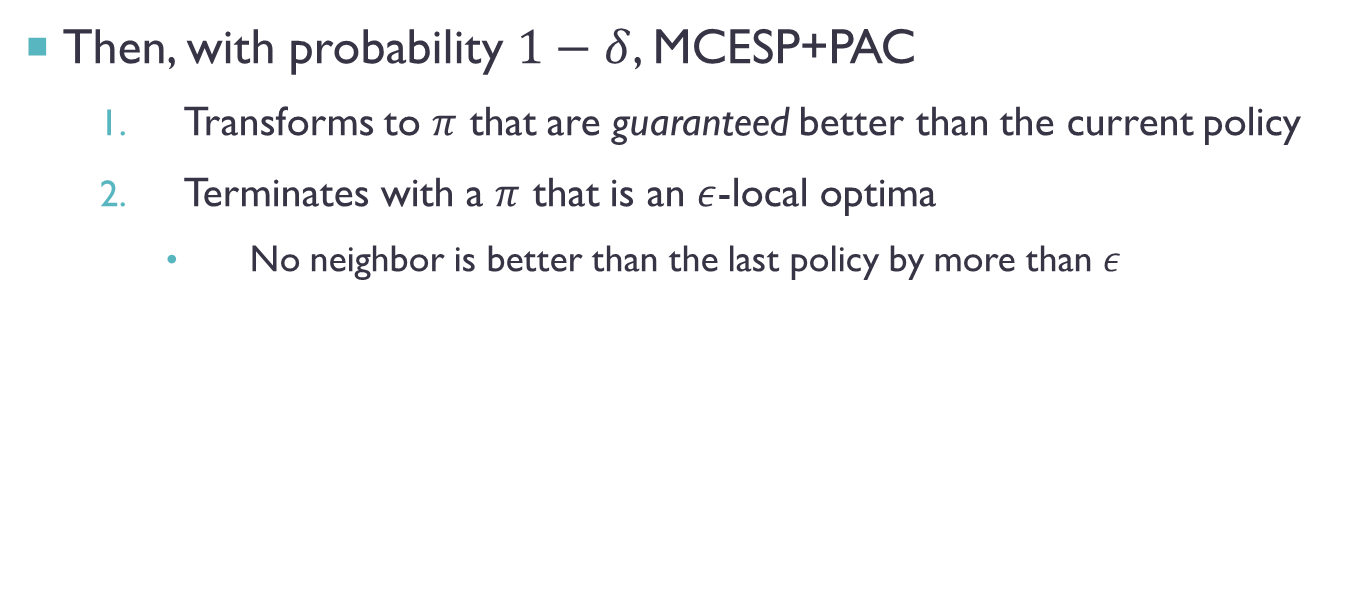 ■ Then, with probability 1 − δ, MCESP+PAC
1. Transforms to π that are guaranteed better than the current policy
2. Terminates with a π that is an ϵ-local optima
• No neighbor is better than the last policy by more than ϵ